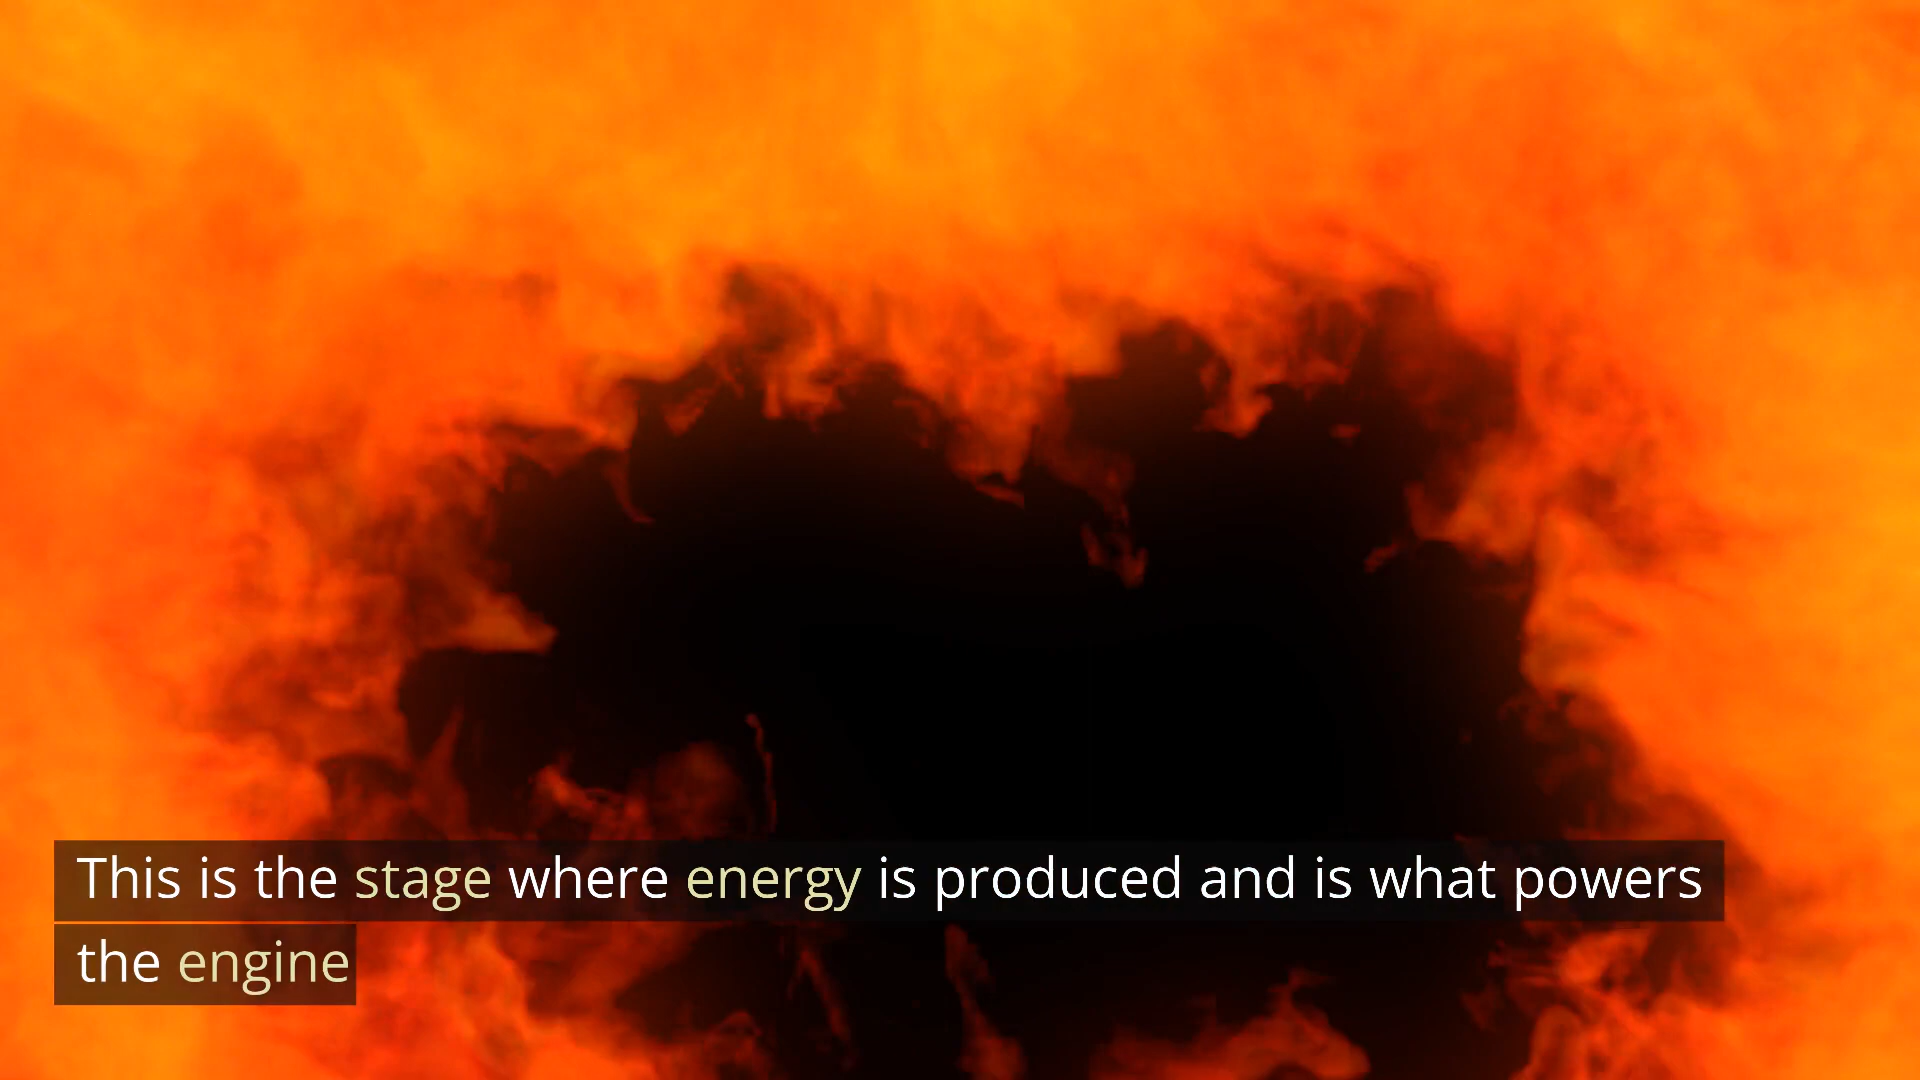 This is the stage where energy is produced and is what powers
the engine